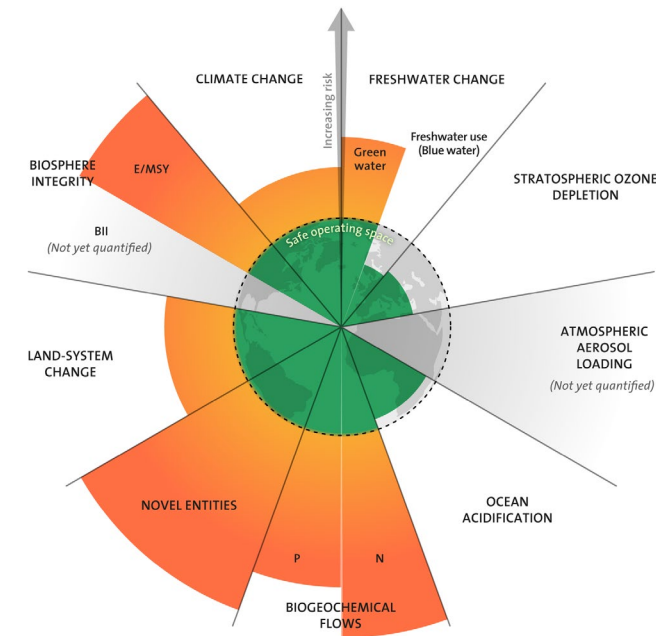 CLIMATE CHANGE
Increasing risk
FRESHWATER CHANGE
Green
water
Freshwater use
(Blue water)
STRATOSPHERIC OZONE
DEPLETION
BIOSPHERE
INTEGRITY
E/MSY
BII
(Not yet quantified)
Safe operating space
ATMOSPHERIC
AEROSOL
LOADING
(Not yet quantified)
LAND-SYSTEM
CHANGE
NOVEL ENTITIES
OCEAN
ACIDIFICATION
P
N
BIOGEOCHEMICAL
FLOWS